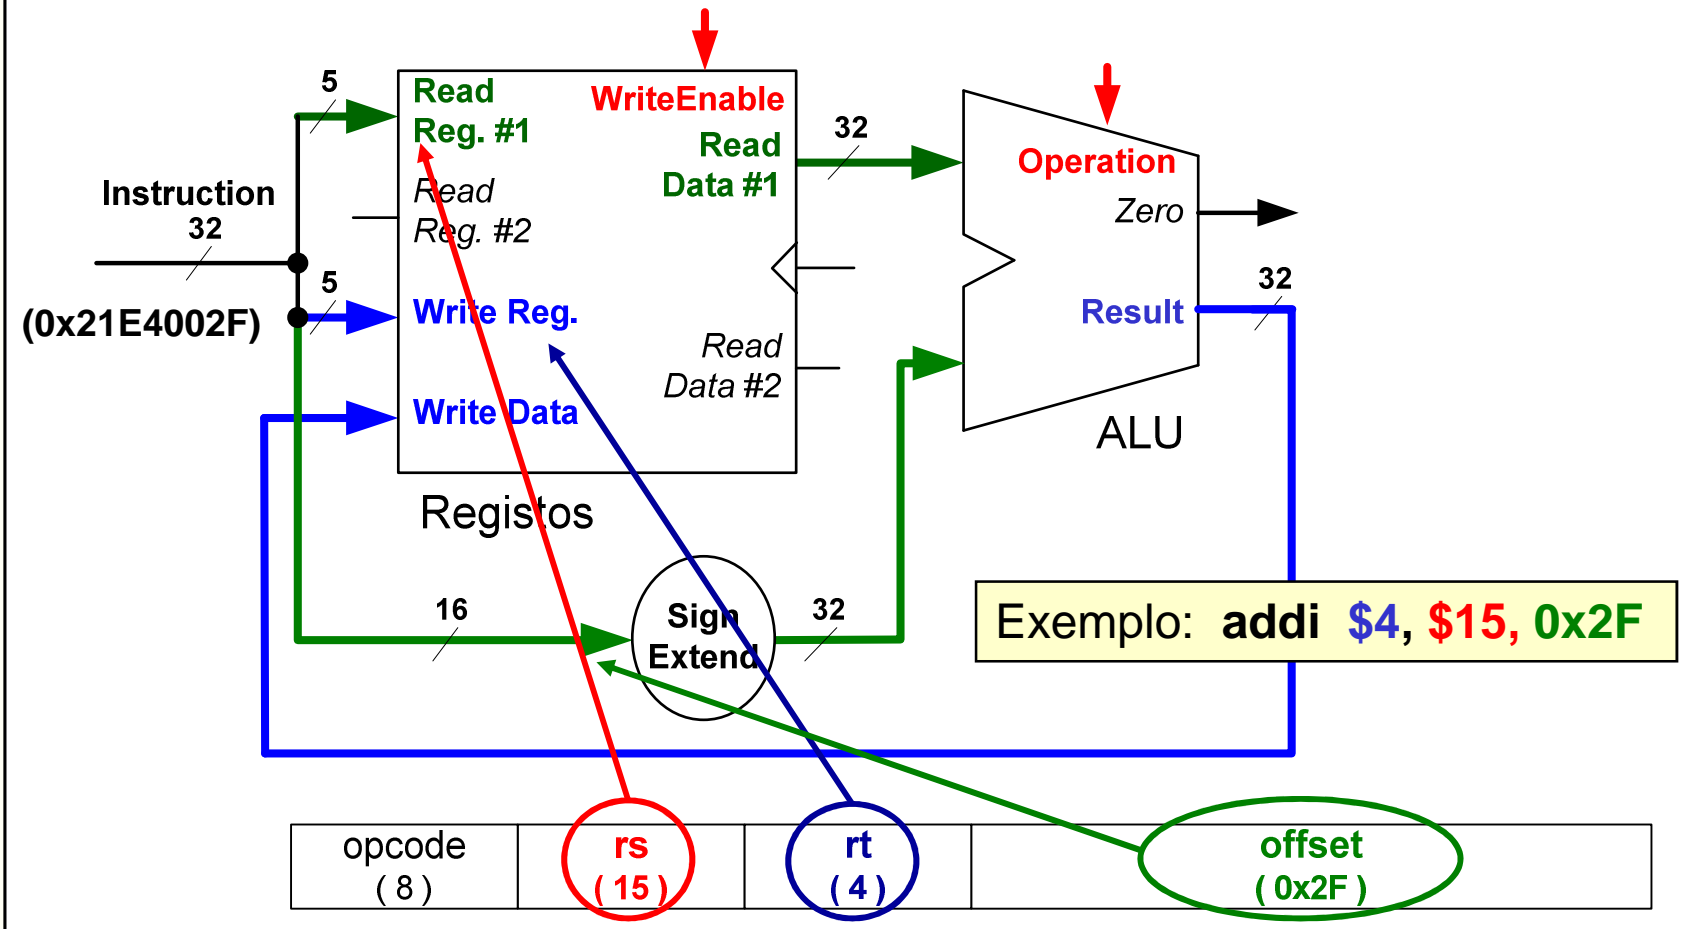 5
Read
Reg. #1
WriteEnable
Read
Data #1
32
Operation
Zero
Instruction
32
Read
Reg. #2
(0x21E4002F)
5
Write Reg.
32
Result
Read
Data #2
Write Data
ALU
Registos
16
Sign
Extend
32
Exemplo: addi $4, $15, 0x2F
opcode
( 8 )
rs
( 15 )
rt
( 4 )
offset
( 0x2F )